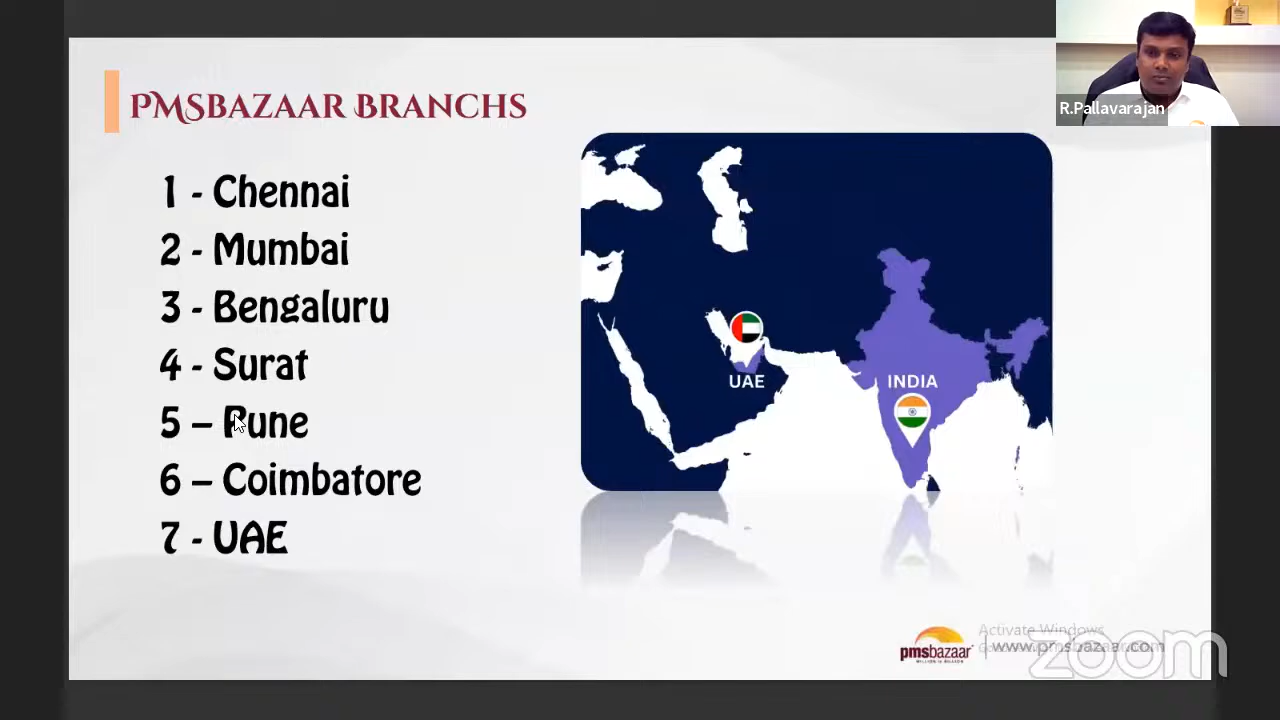 PMSBAZAAR BRANCHS
1 - Chennai
2 - Mumbai
3 - Bengaluru
4 - Surat
5 – Pune
6 – Coimbatore
7 - UAE
UAE
INDIA
R.Pallavarajan
pmsbazaar
Activate Windows
www.pmsbazaar.com
zoom